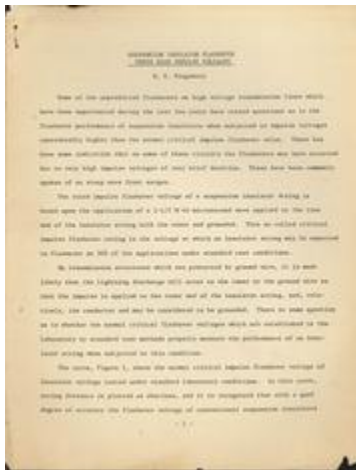 SUSPENSION INSULATOR FLASHOVER
UNDER HIGH IMPULSE VOLTAGES
Some of the unpredicted flashovers on high voltage transmission lines which
have been experienced during the last few years have raised questions as to the
flashover performance of suspension insulators when subjected to impulse voltages
considerably higher than the normal critical impulse flashover value. There has
been some indication that on some of these circuits the flashovers may have occurred
due to very high impulse voltages of very brief duration. These have been commonly
spoken of as steep wave front surges.
The rated impulse flashover voltage of a suspension insulator string is
based upon the application of a 1-1/2 X 40 microsecond wave applied to the line
end of the insulator string with the tower end grounded. This so-called critical
impulse flashover rating is the voltage at which an insulator string may be expected
to flashover on 50% of the applications under standard test conditions.
On transmission structures which are protected by ground wire, it is most
likely that the lightning discharge will occur to the tower or the ground wire so
that the impulse is applied to the tower end of the insulator string, and, rela-
tively, the conductor end may be considered to be grounded. There is some question
as to whether the normal critical flashover voltages which are established in the
laboratory by standard test methods properly measure the performance of an insu-
lator string when subjected to this condition.
The curve, Figure 1, shows the normal critical impulse flashover voltage of
insulator strings tested under standard laboratory conditions. In this curve,
string distance is plotted as abscissa, and it is recognized that with a good
degree of accuracy the flashover voltage of conventional suspension insulators
- 1 -